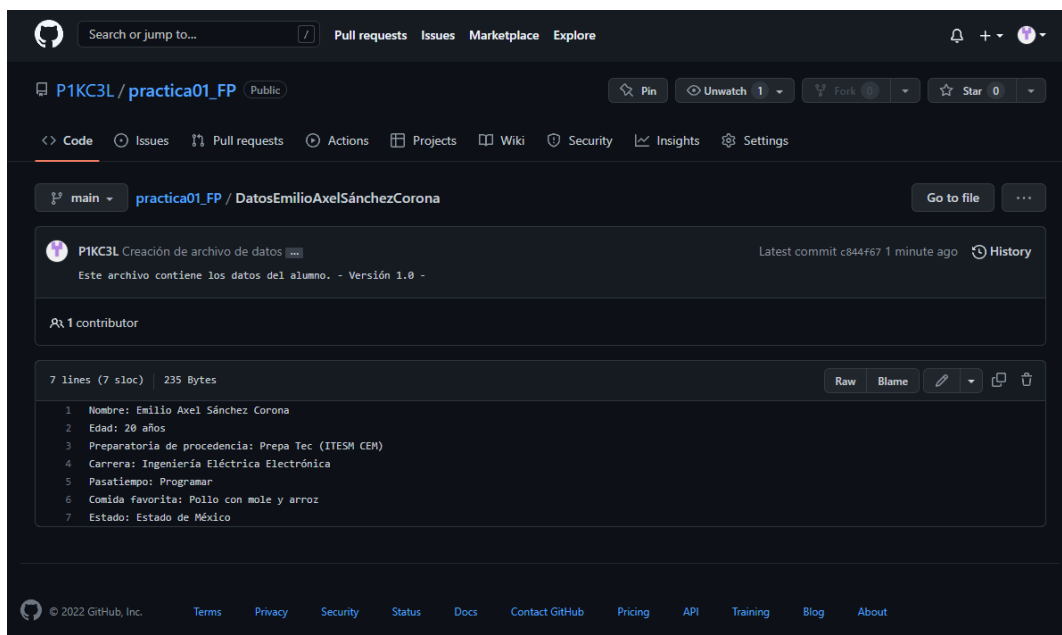 Search or jump to... / Pull requests Issues Marketplace Explore
P1KC3L / practica01_FP Public Pin Unwatch 1 Fork 0 Star 0
<> Code Issues Pull requests Actions Projects Wiki Security Insights Settings
main practica01_FP / DatosEmilioAxelSánchezCorona Go to file ...
P1KC3L Creación de archivo de datos ... Latest commit c844f67 1 minute ago History
Este archivo contiene los datos del alumno. - Versión 1.0 -
1 contributor
7 lines (7 sloc) 235 Bytes Raw Blame
1 Nombre: Emilio Axel Sánchez Corona
2 Edad: 20 años
3 Preparatoria de procedencia: Prepa Tec (ITESM CEM)
4 Carrera: Ingeniería Eléctrica Electrónica
5 Pasatiempo: Programar
6 Comida favorita: Pollo con mole y arroz
7 Estado: Estado de México
© 2022 GitHub, Inc. Terms Privacy Security Status Docs Contact GitHub Pricing API Training Blog About